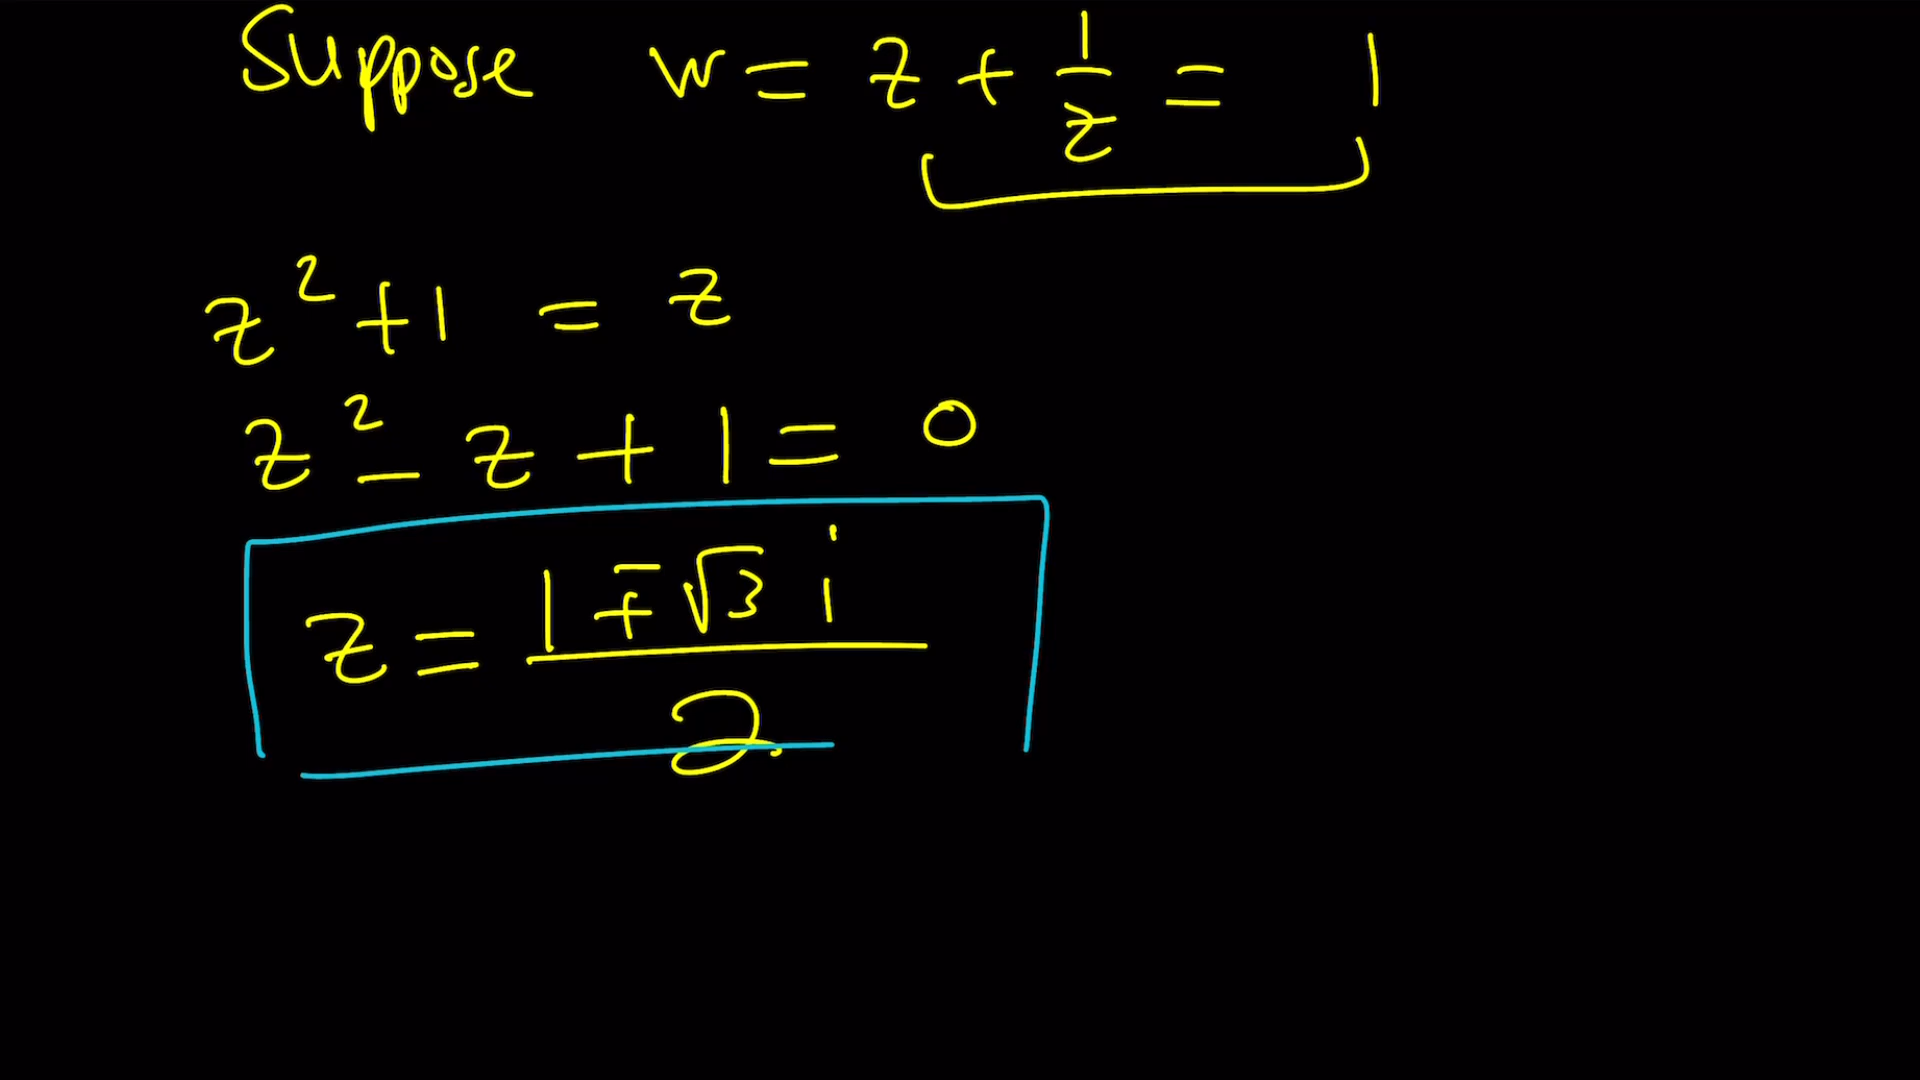 Suppose w = z + 1/z = 1
z² + 1 = z
z² - z + 1 = 0
z = (1 ∓ √3 i)/2